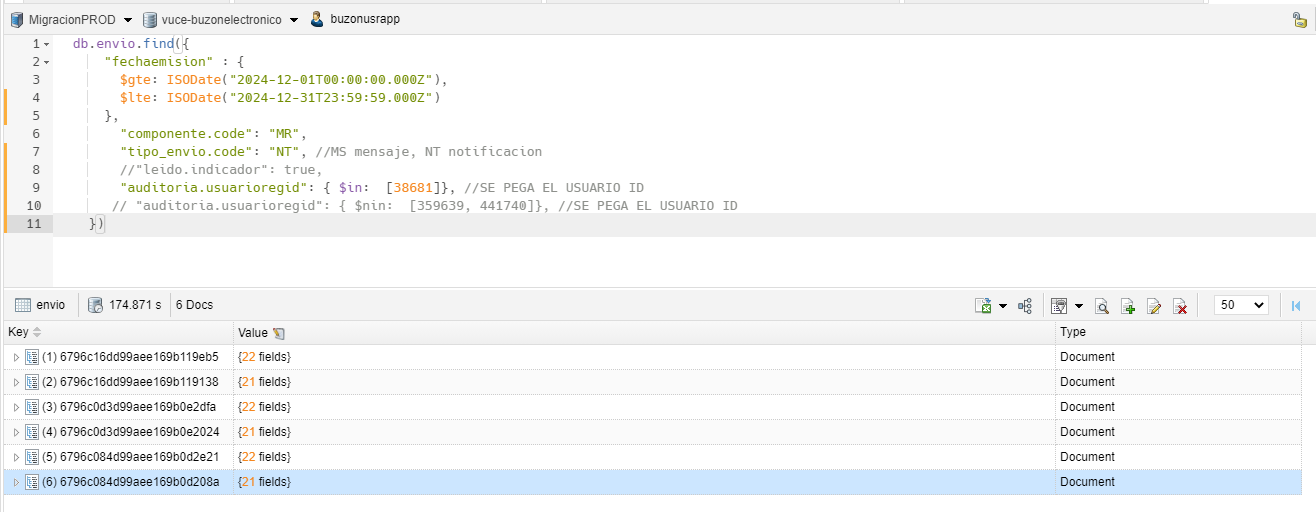 MigracionPROD vuce-buzonelectronico buzonusrapp
1 db.envio.find({
2 "fechaemision" : {
3 $gte: ISODate("2024-12-01T00:00:00.000Z"),
4 $lte: ISODate("2024-12-31T23:59:59.000Z")
5 },
6 "componente.code": "MR",
7 "tipo_envio.code": "NT", //MS mensaje, NT notificacion
8 //"leido.indicador": true,
9 "auditoria.usuarioregid": { $in: [38681]}, //SE PEGA EL USUARIO ID
10 // "auditoria.usuarioregid": { $nin: [359639, 441740]}, //SE PEGA EL USUARIO ID
11 })
envio 174.871 s 6 Docs 50
Key Value Type
(1) 6796c16dd99aee169b119eb5 {22 fields} Document
(2) 6796c16dd99aee169b119138 {21 fields} Document
(3) 6796c0d3d99aee169b0e2dfa {22 fields} Document
(4) 6796c0d3d99aee169b0e2024 {21 fields} Document
(5) 6796c084d99aee169b0d2e21 {22 fields} Document
(6) 6796c084d99aee169b0d208a {21 fields} Document